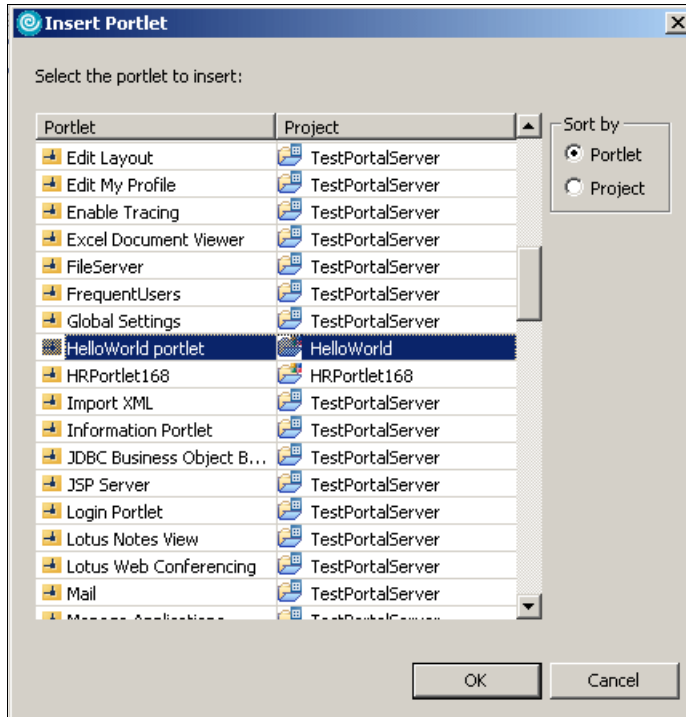 Insert Portlet
Select the portlet to insert:
Portlet Project
Edit Layout TestPortalServer
Edit My Profile TestPortalServer
Enable Tracing TestPortalServer
Excel Document Viewer TestPortalServer
FileServer TestPortalServer
FrequentUsers TestPortalServer
Global Settings TestPortalServer
HelloWorld portlet HelloWorld
HRPortlet168 HRPortlet168
Import XML TestPortalServer
Information Portlet TestPortalServer
JDBC Business Object B... TestPortalServer
JSP Server TestPortalServer
Login Portlet TestPortalServer
Lotus Notes View TestPortalServer
Lotus Web Conferencing TestPortalServer
Mail TestPortalServer
Manage Applications TestPortalServer
Sort by
Portlet
Project
OK Cancel